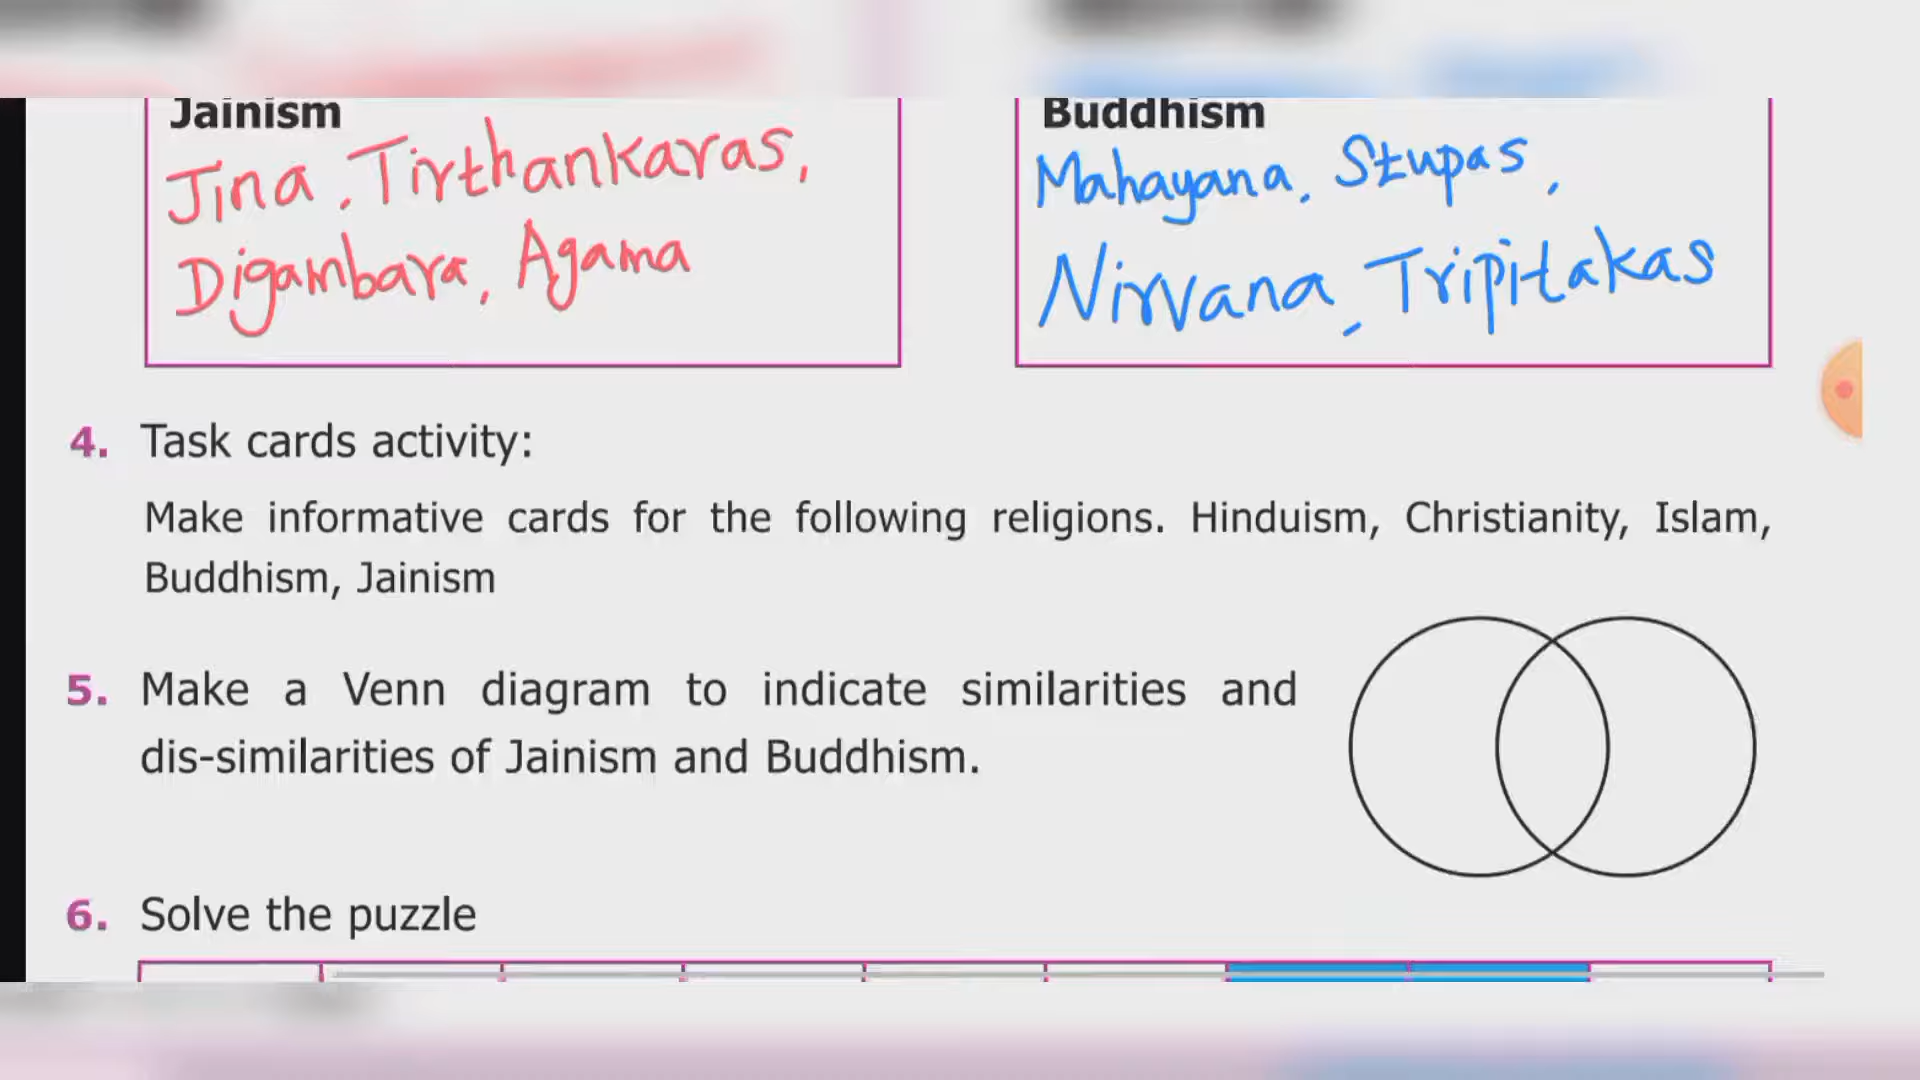 Jainism
Jina, Tirthankaras,
Digambara, Agama
Buddhism
Mahayana, Stupas,
Nirvana, Tripitakas
4. Task cards activity:
Make informative cards for the following religions. Hinduism, Christianity, Islam,
Buddhism, Jainism
5. Make a Venn diagram to indicate similarities and
dis-similarities of Jainism and Buddhism.
6. Solve the puzzle